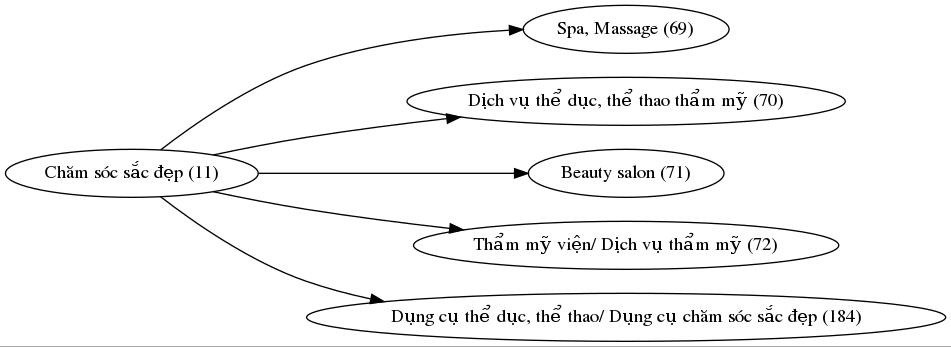 Spa, Massage (69)
Dịch vụ thể dục, thể thao thẩm mỹ (70)
Chăm sóc sắc đẹp (11)
Beauty salon (71)
Thẩm mỹ viện/ Dịch vụ thẩm mỹ (72)
Dụng cụ thể dục, thể thao/ Dụng cụ chăm sóc sắc đẹp (184)